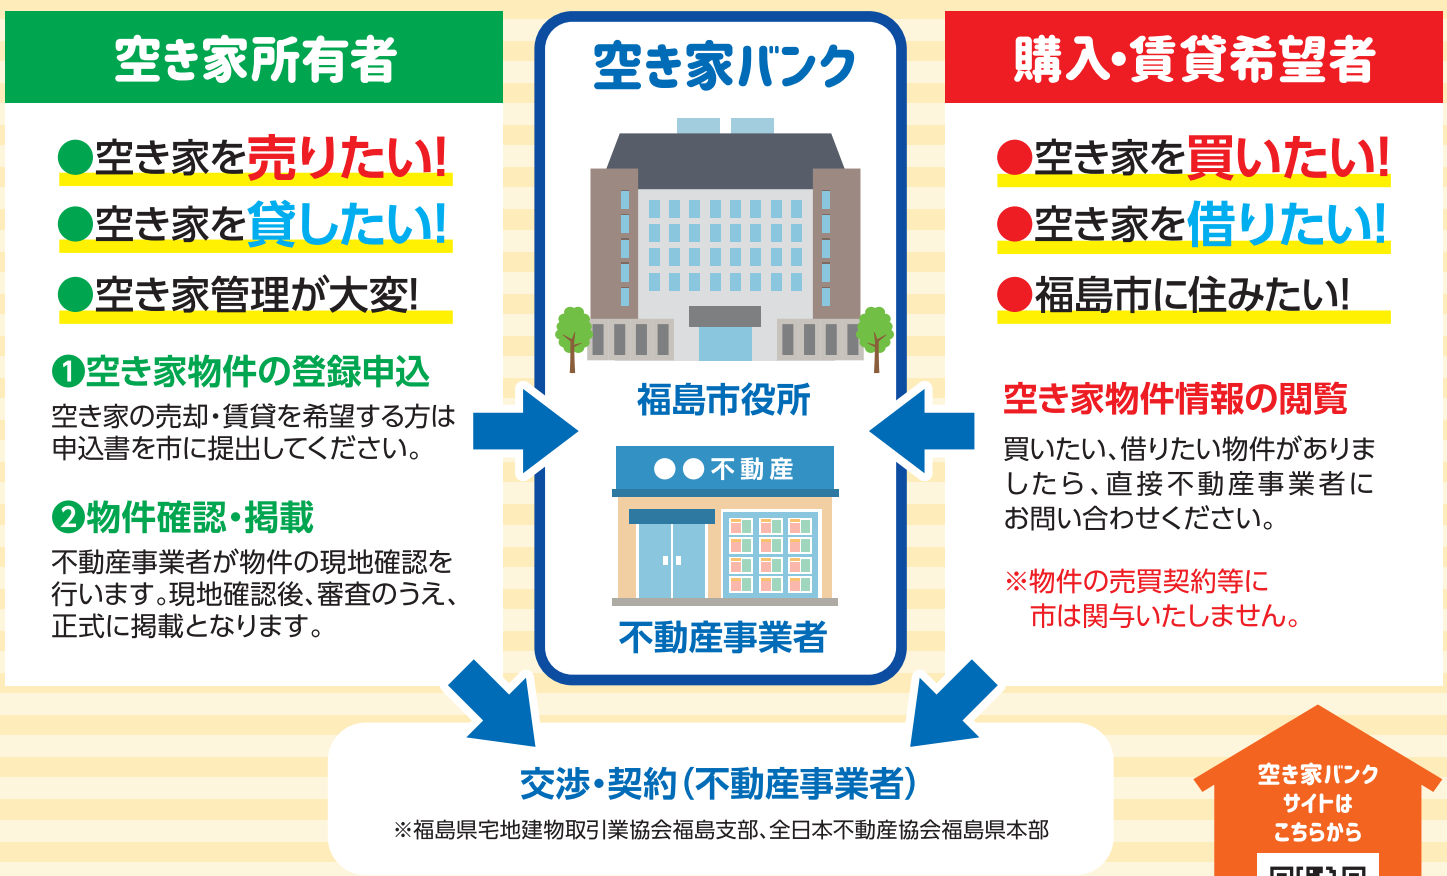 空き家所有者
●空き家を売りたい!
●空き家を貸したい!
●空き家管理が大変!
❶空き家物件の登録申込
空き家の売却・賃貸を希望する方は
申込書を市に提出してください。
❷物件確認・掲載
不動産事業者が物件の現地確認を
行います。現地確認後、審査のうえ、
正式に掲載となります。
空き家バンク
福島市役所
●●不動産
不動産事業者
購入・賃貸希望者
●空き家を買いたい!
●空き家を借りたい!
●福島市に住みたい!
空き家物件情報の閲覧
買いたい、借りたい物件がありま
したら、直接不動産事業者に
お問い合わせください。
※物件の売買契約等に
市は関与いたしません。
交渉・契約（不動産事業者）
※福島県宅地建物取引業協会福島支部、全日本不動産協会福島県本部
空き家バンク
サイトは
こちらから